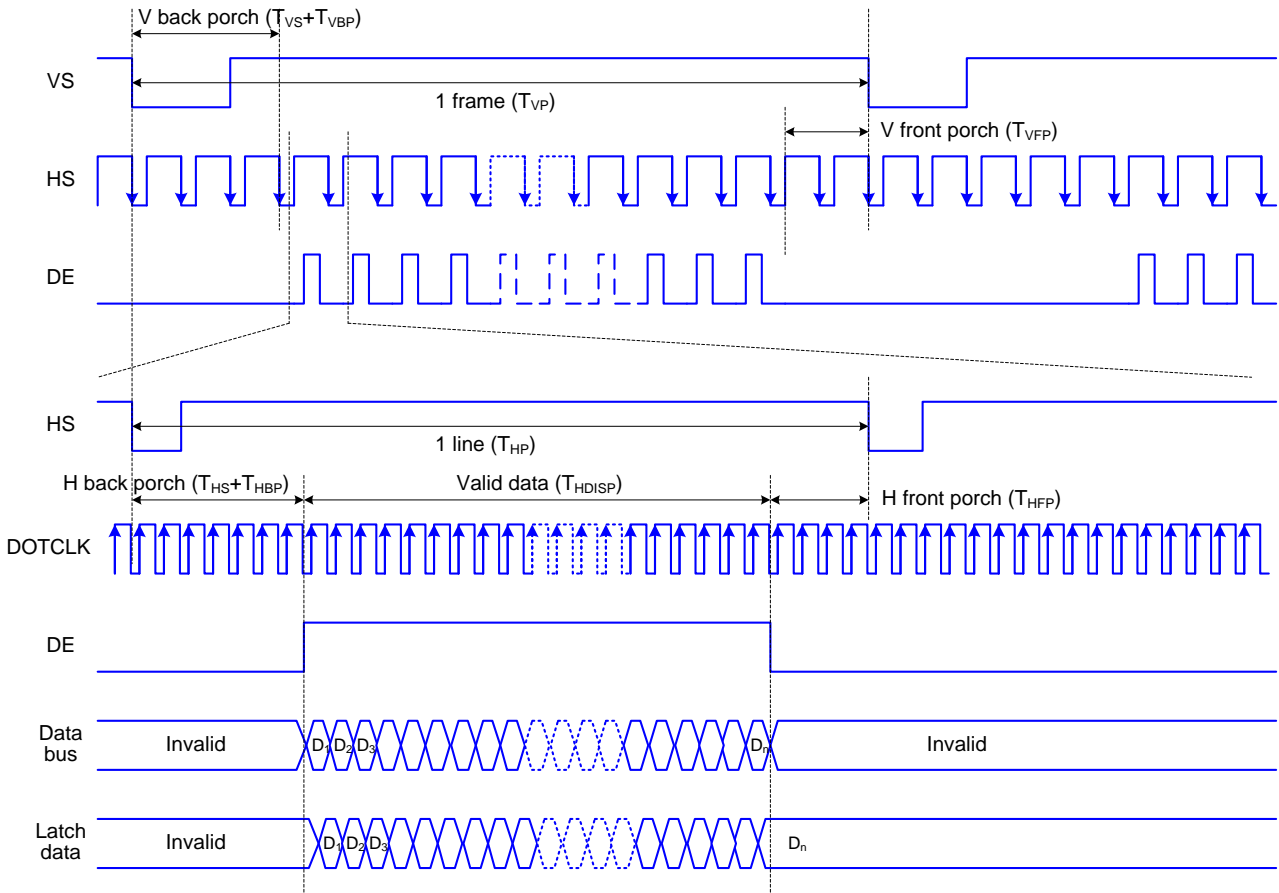 V back porch (TVS+TVBP)
VS
1 frame (TVP)
V front porch (TVFP)
HS
DE
HS
1 line (THP)
H back porch (THS+THBP)
Valid data (THDISP)
H front porch (THFP)
DOTCLK
DE
Data bus
Invalid
D1 D2 D3
Dn
Invalid
Latch data
Invalid
D1 D2 D3
Dn